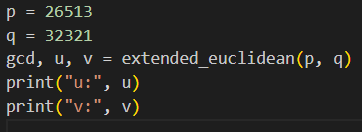 p = 26513
q = 32321
gcd, u, v = extended_euclidean(p, q)
print("u:", u)
print("v:", v)